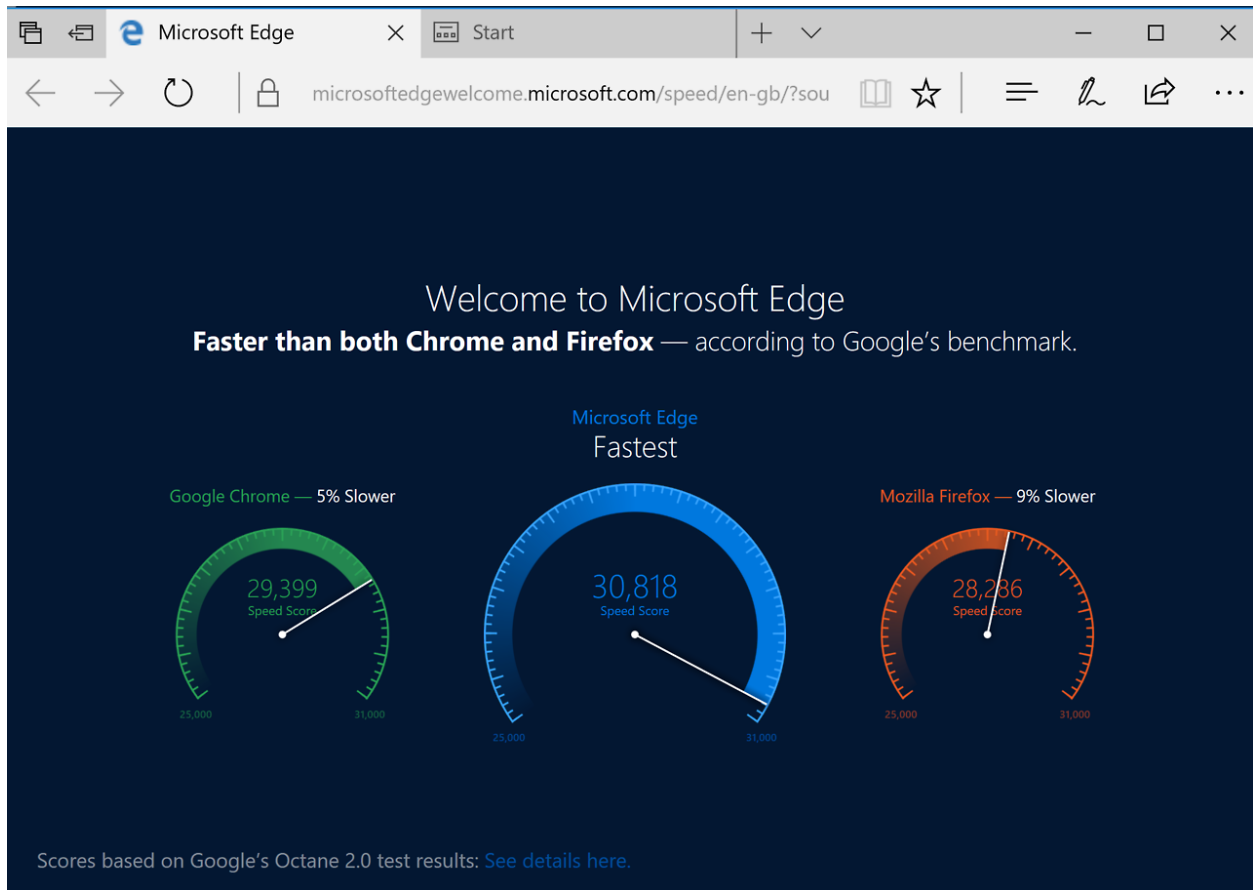 Microsoft Edge
Start
microsoftedgewelcome.microsoft.com/speed/en-gb/?sou
Welcome to Microsoft Edge
Faster than both Chrome and Firefox — according to Google's benchmark.
Microsoft Edge
Fastest
Google Chrome — 5% Slower
Mozilla Firefox — 9% Slower
29,399
Speed Score
30,818
Speed Score
28,286
Speed Score
25,000
31,000
25,000
31,000
25,000
31,000
Scores based on Google's Octane 2.0 test results: See details here.